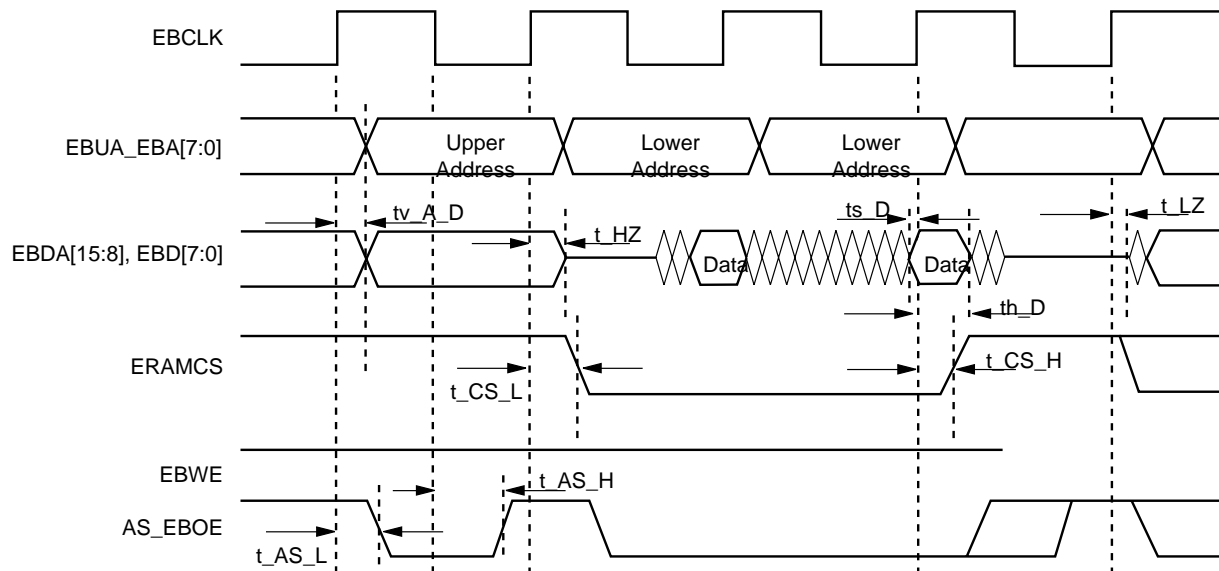 EBCLK
EBUA_EBA[7:0]
Upper
Address
Lower
Address
Lower
Address
tv_A_D
ts_D
t_LZ
t_HZ
EBDA[15:8], EBD[7:0]
Data
Data
th_D
ERAMCS
t_CS_L
t_CS_H
EBWE
t_AS_H
AS_EBOE
t_AS_L